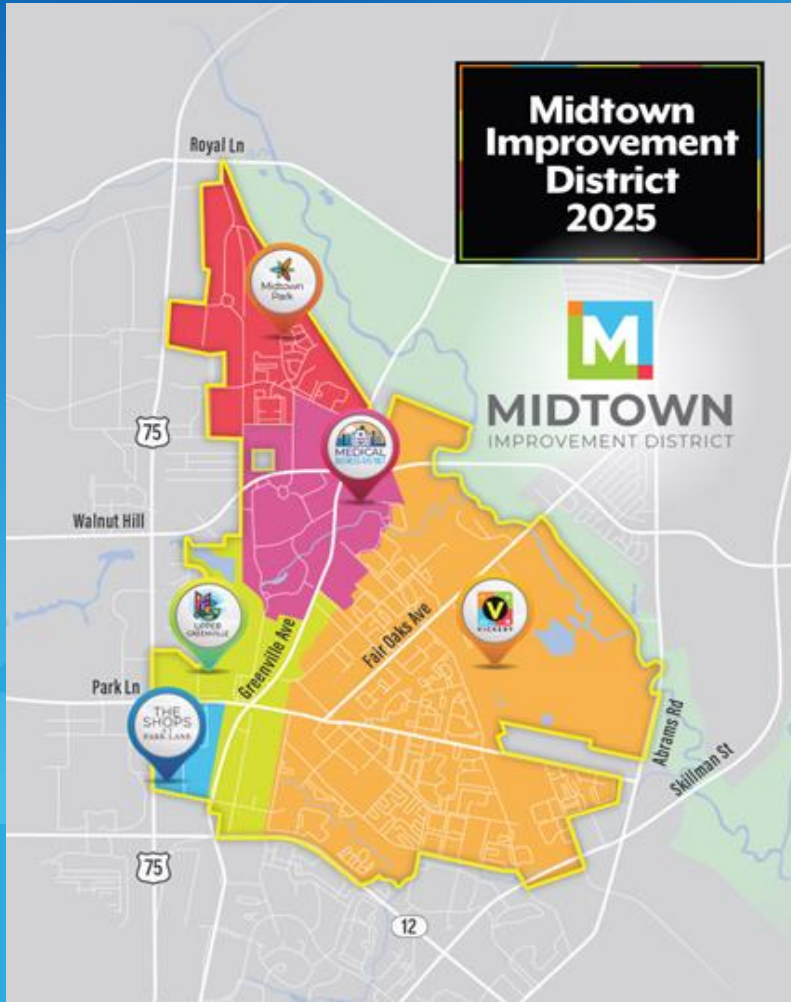 Midtown
Improvement
District
2025
MIDTOWN
IMPROVEMENT DISTRICT
Royal Ln
Midtown
Park
75
MEDICAL
Walnut Hill
UPPER
GREENVILLE
Greenville Ave
Fair Oaks Ave
V
VICKERY
Park Ln
THE
SHOPS
AT
PARK LANE
Abrams Rd
Skillman St
75
12